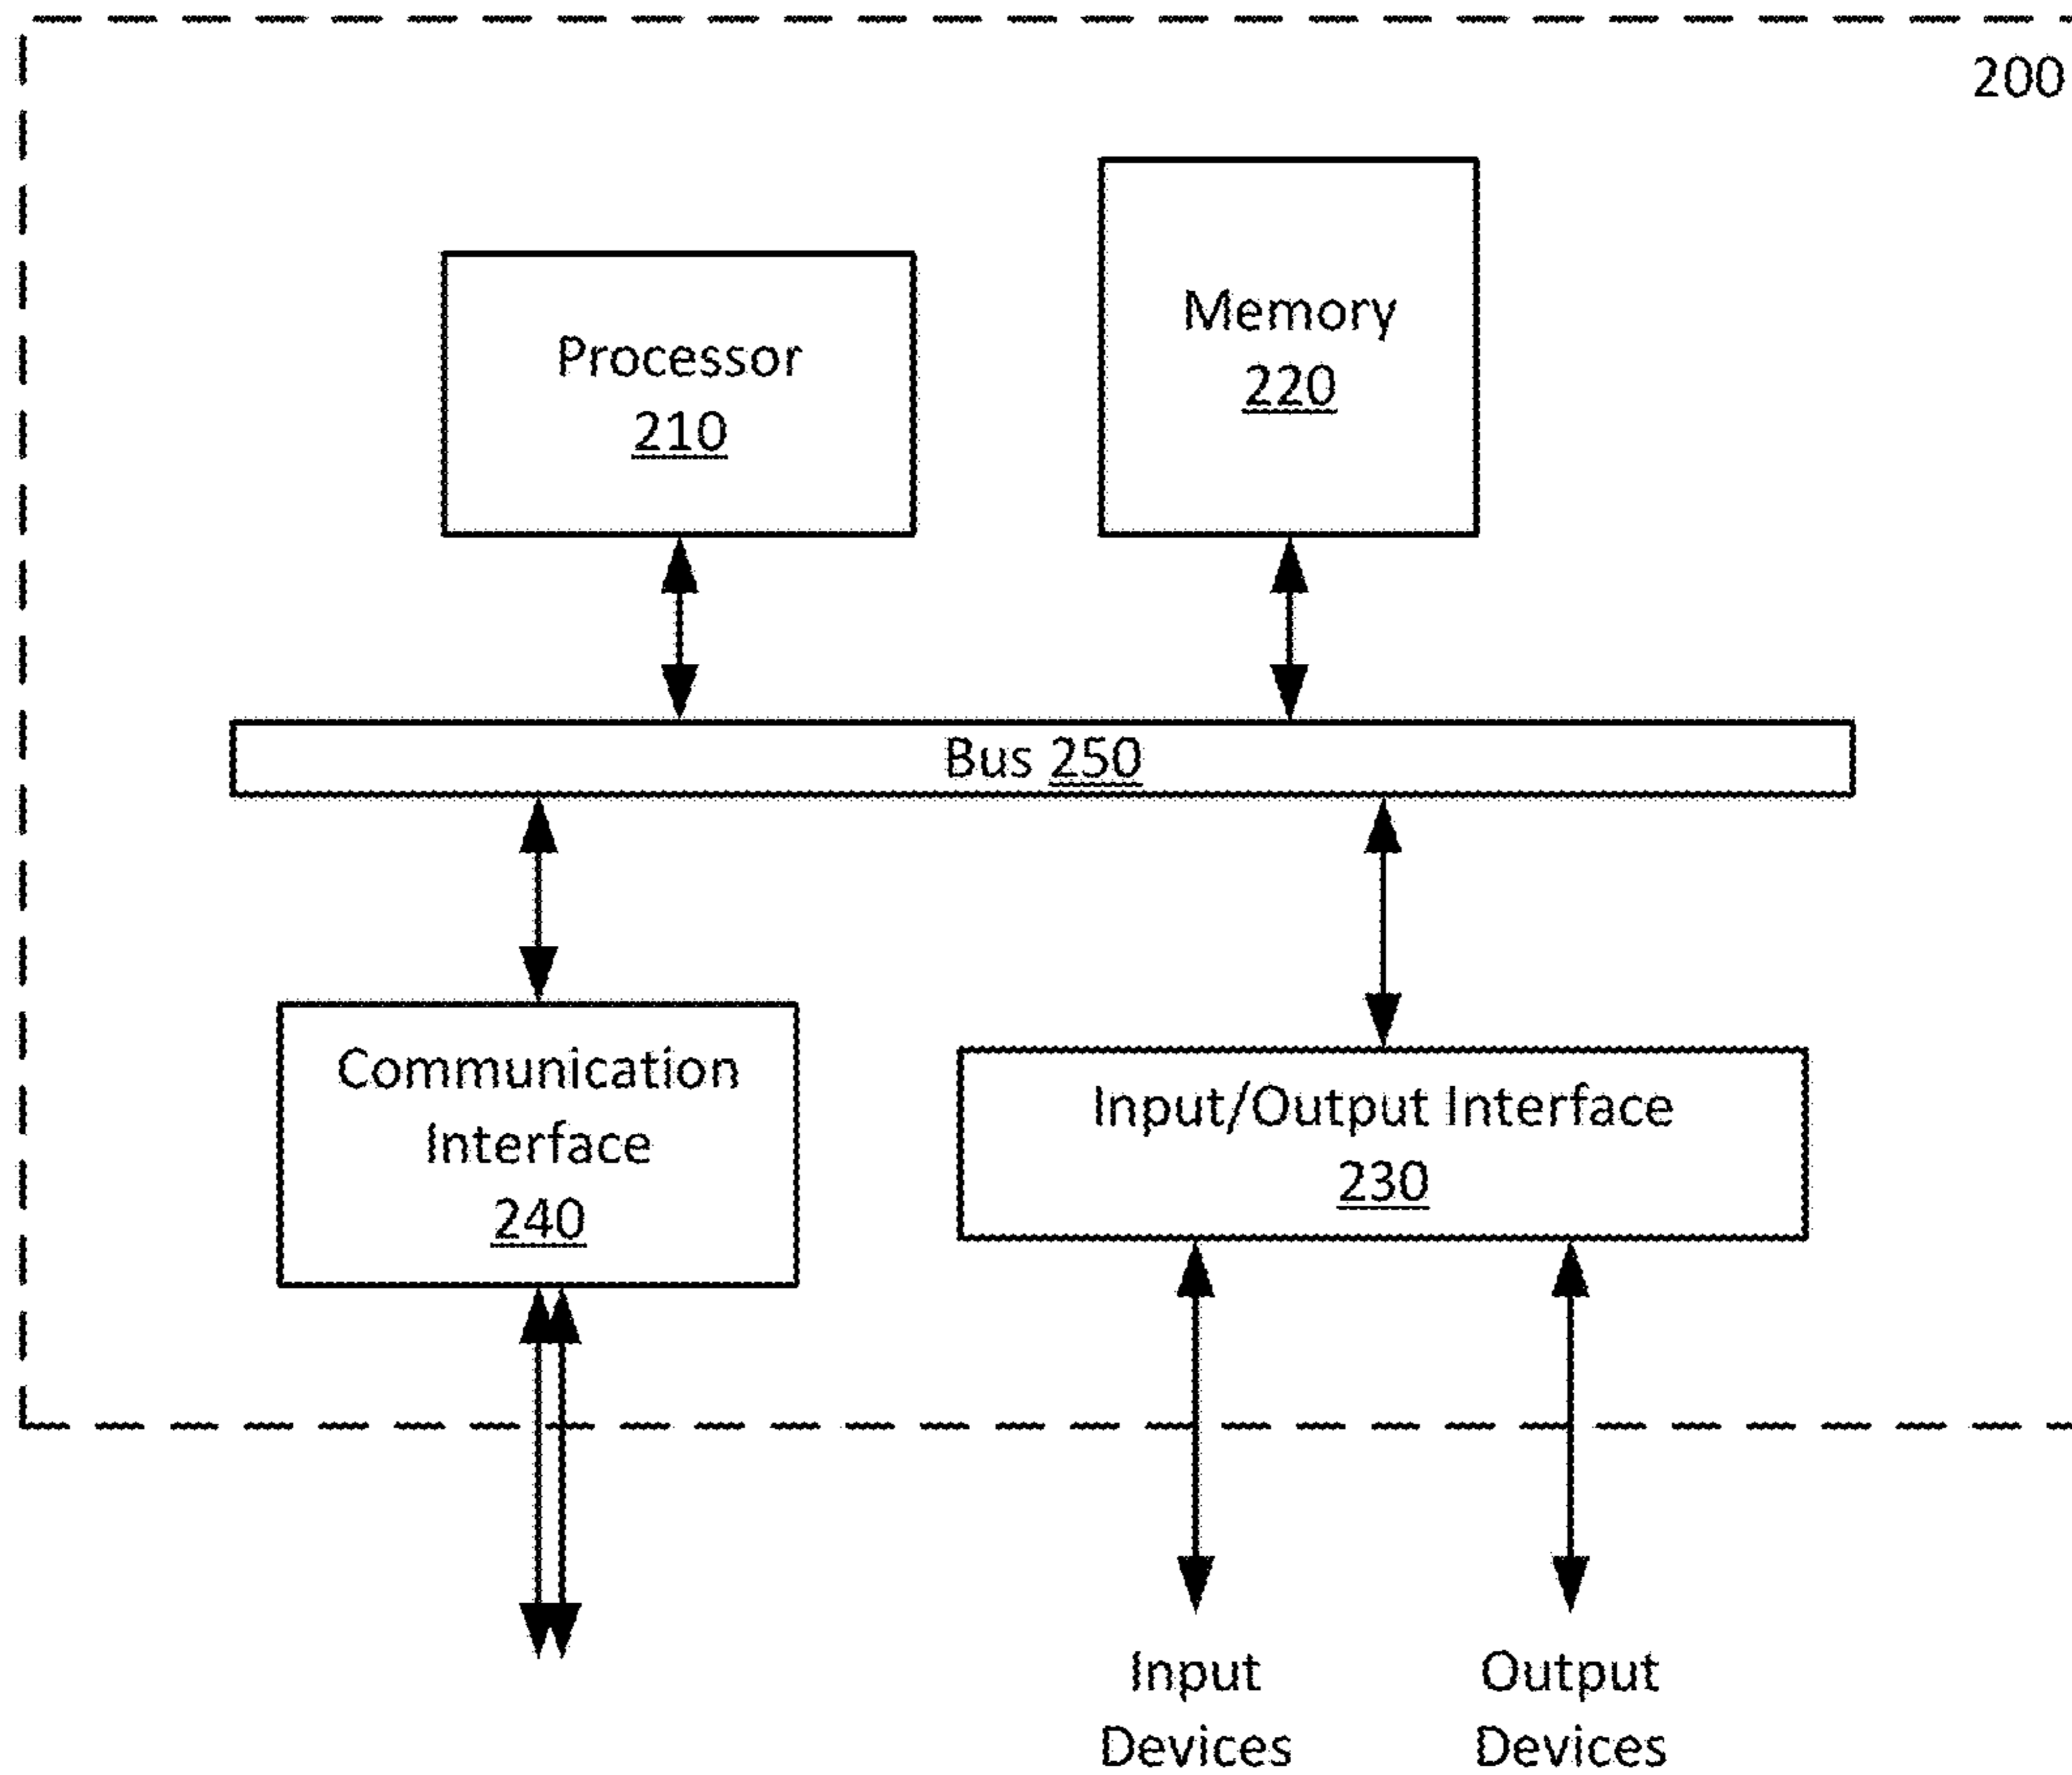 200
Processor
210
Memory
220
Bus 250
Communication
Interface
240
Input/Output Interface
230
Input
Devices
Output
Devices